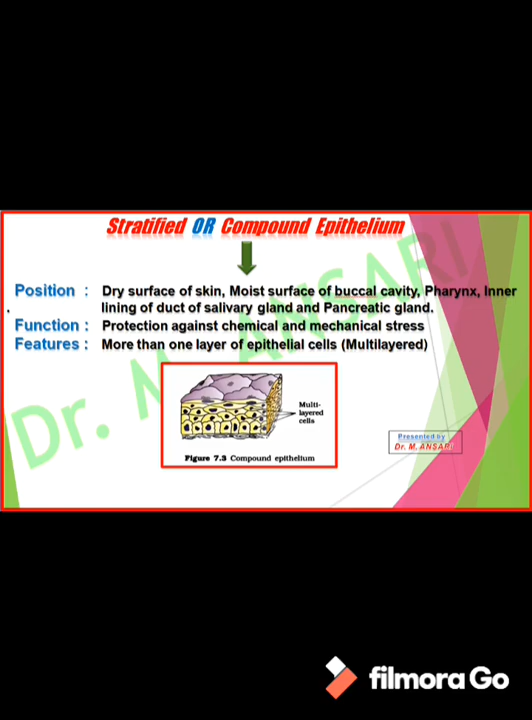 Stratified OR Compound Epithelium
Position : Dry surface of skin, Moist surface of buccal cavity, Pharynx, Inner
. lining of duct of salivary gland and Pancreatic gland.
Function : Protection against chemical and mechanical stress
Features : More than one layer of epithelial cells (Multilayered)
Multi-
layered
cells
Figure 7.3 Compound epithelium
Presented by
Dr. M. ANSARI
Dr. M. ANSARI
filmora Go